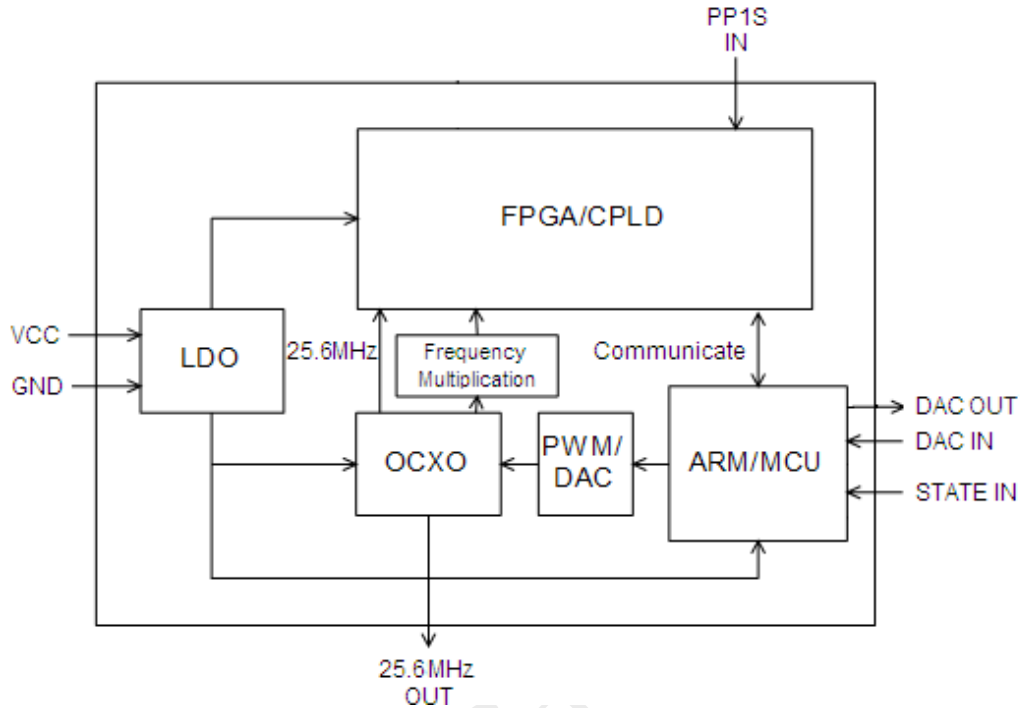 PP1S
IN
FPGA/CPLD
VCC
GND
LDO
25.6MHz
Frequency
Multiplication
Communicate
OCXO
PWM/
DAC
ARM/MCU
DAC OUT
DAC IN
STATE IN
25.6MHz
OUT